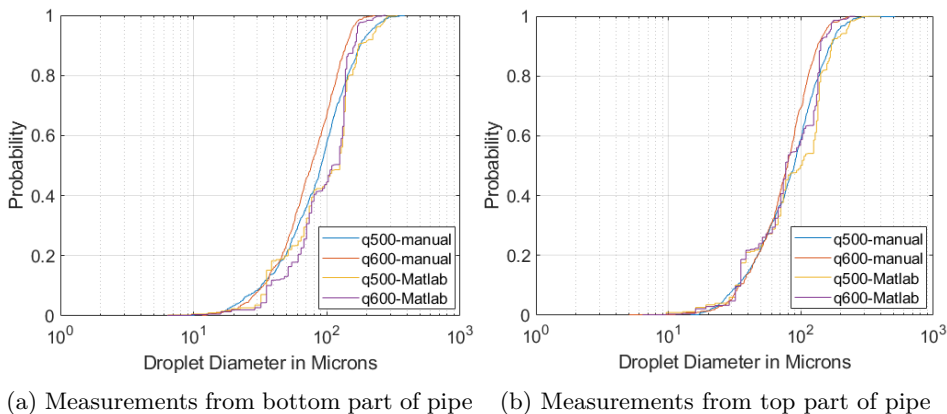 1
0.8
0.6
0.4
0.2
0
Probability
10^0
10^1
10^2
10^3
Droplet Diameter in Microns
q500-manual
q600-manual
q500-Matlab
q600-Matlab
(a) Measurements from bottom part of pipe
1
0.8
0.6
0.4
0.2
0
Probability
10^0
10^1
10^2
10^3
Droplet Diameter in Microns
q500-manual
q600-manual
q500-Matlab
q600-Matlab
(b) Measurements from top part of pipe